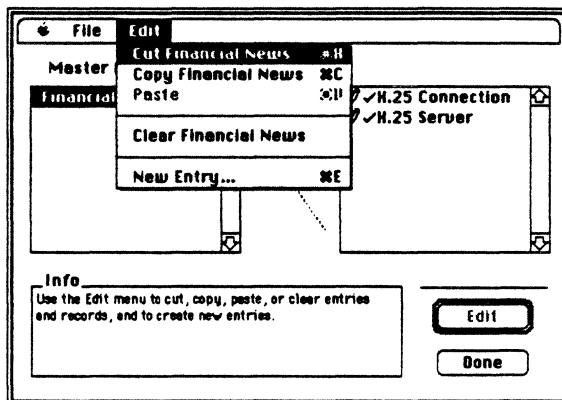 File Edit
Cut Financial News ⌘X
Copy Financial News ⌘C
Paste ⌘V
Clear Financial News
New Entry... ⌘E
Master
Financial
✓X.25 Connection
✓X.25 Server
Info
Use the Edit menu to cut, copy, paste, or clear entries
and records, and to create new entries.
Edit
Done